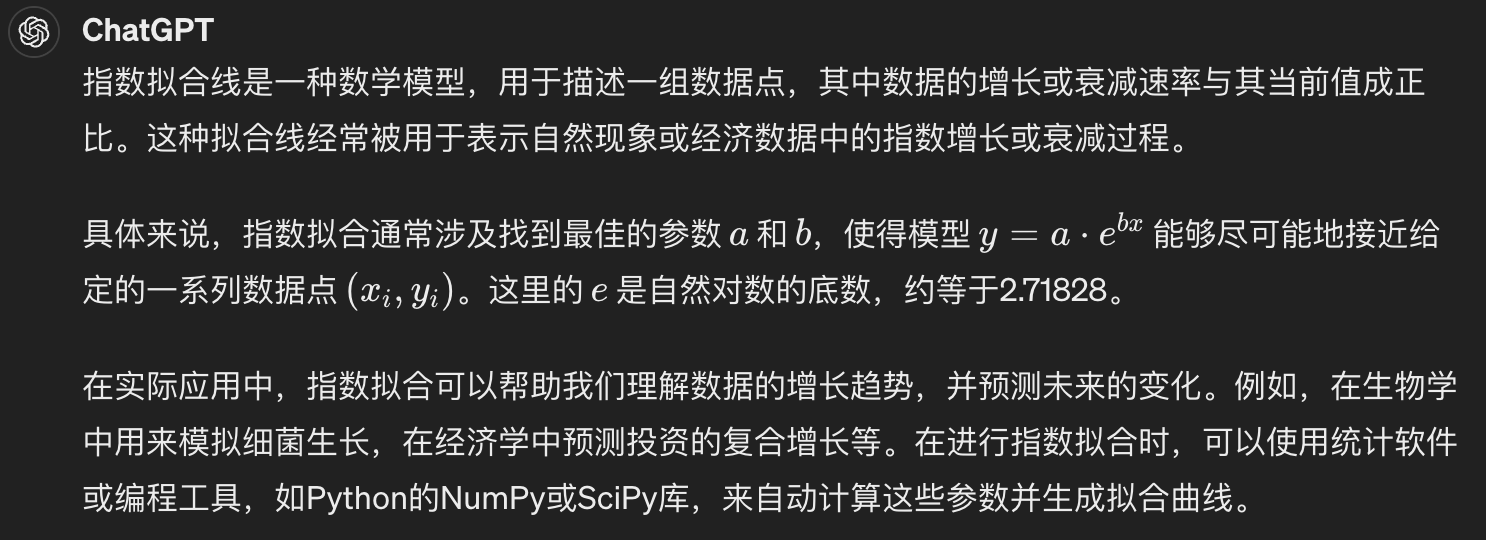 ChatGPT
指数拟合线是一种数学模型，用于描述一组数据点，其中数据的增长或衰减速率与其当前值成正
比。这种拟合线经常被用于表示自然现象或经济数据中的指数增长或衰减过程。
具体来说，指数拟合通常涉及找到最佳的参数 a 和 b，使得模型 y = a · e^{bx} 能够尽可能地接近给
定的一系列数据点 (x_i, y_i)。这里的 e 是自然对数的底数，约等于2.71828。
在实际应用中，指数拟合可以帮助我们理解数据的增长趋势，并预测未来的变化。例如，在生物学
中用来模拟细菌生长，在经济学中预测投资的复合增长等。在进行指数拟合时，可以使用统计软件
或编程工具，如Python的NumPy或SciPy库，来自动计算这些参数并生成拟合曲线。